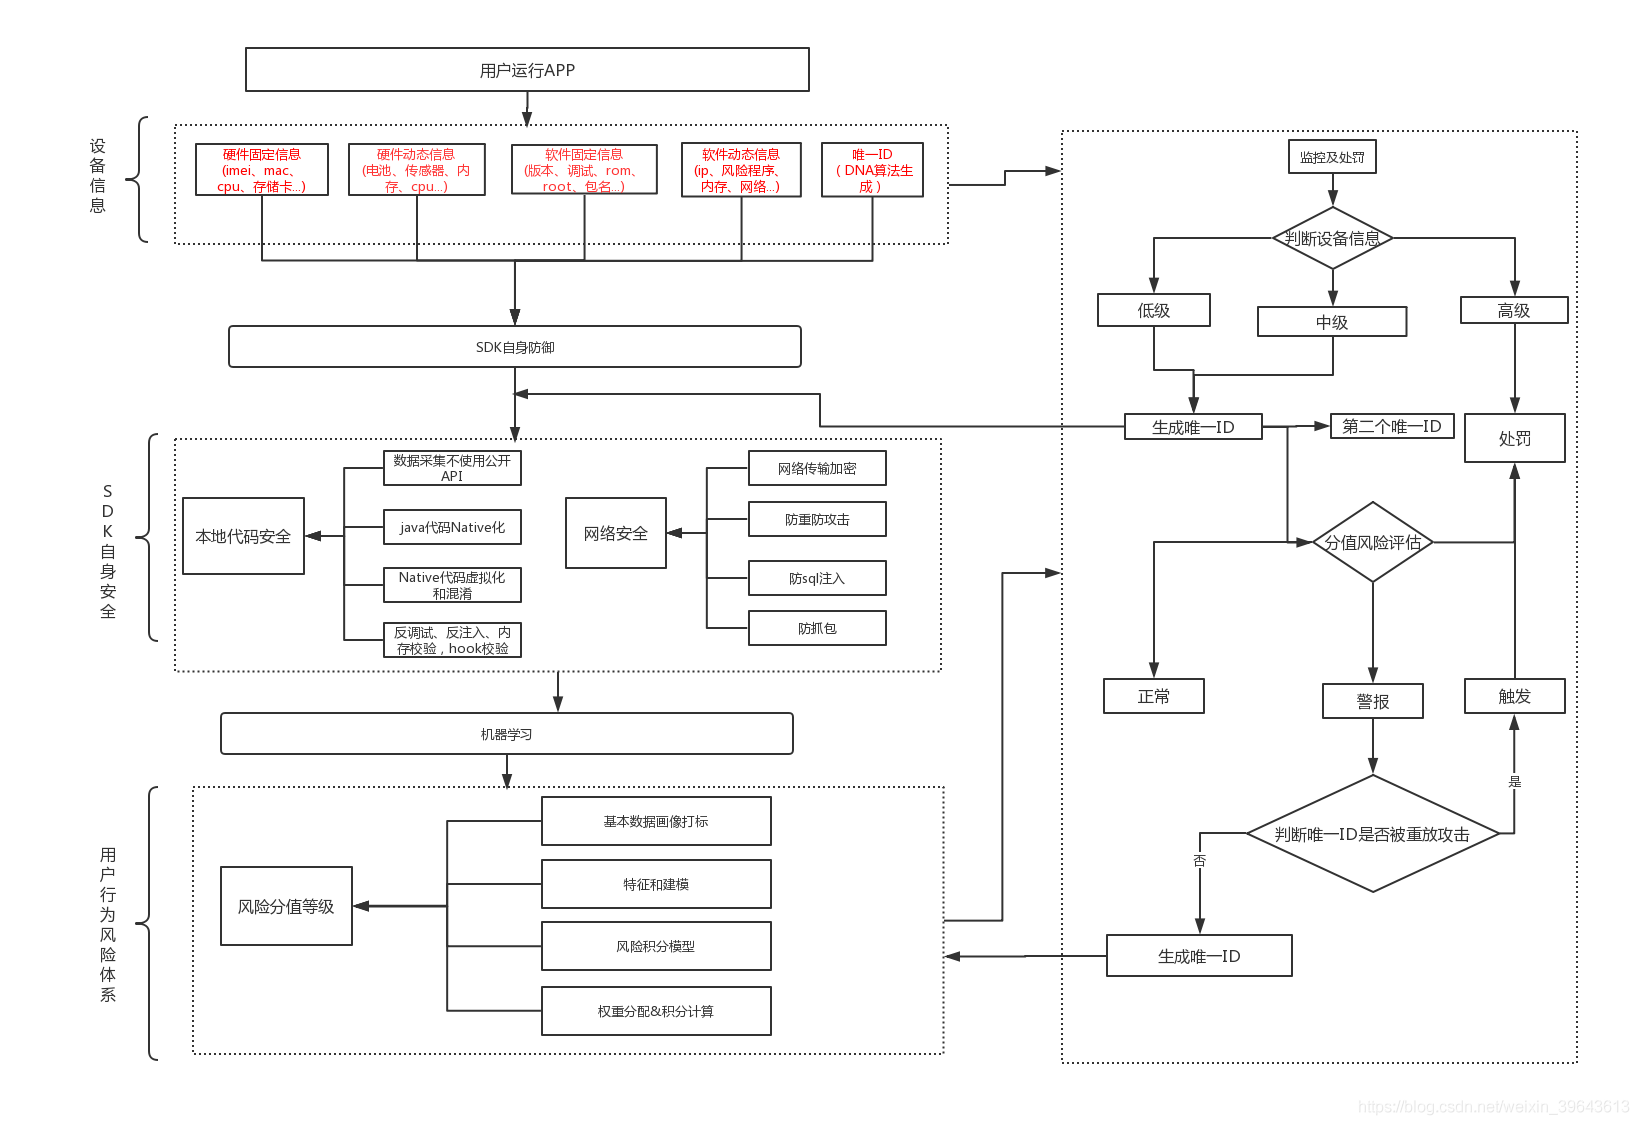 用户运行APP
设备信息
硬件固定信息
(imei、mac、
cpu、存储卡...)
硬件动态信息
(电池、传感器、内
存、cpu...)
软件固定信息
(版本、调试、rom、
root、包名...)
软件动态信息
(ip、风险程序、
内存、网络...)
唯一ID
( DNA算法生
成 )
SDK自身防御
SDK自身安全
本地代码安全
数据采集不使用公开
API
java代码Native化
Native代码虚拟化
和混淆
反调试、反注入、内
存校验，hook校验
网络安全
网络传输加密
防重防攻击
防sql注入
防抓包
机器学习
用户行为风险体系
风险分值等级
基本数据画像打标
特征和建模
风险积分模型
权重分配&积分计算
监控及处罚
判断设备信息
低级
中级
高级
生成唯一ID
第二个唯一ID
处罚
分值风险评估
正常
警报
触发
是
判断唯一ID是否被重放攻击
否
生成唯一ID
https://blog.csdn.net/weixin_39643613